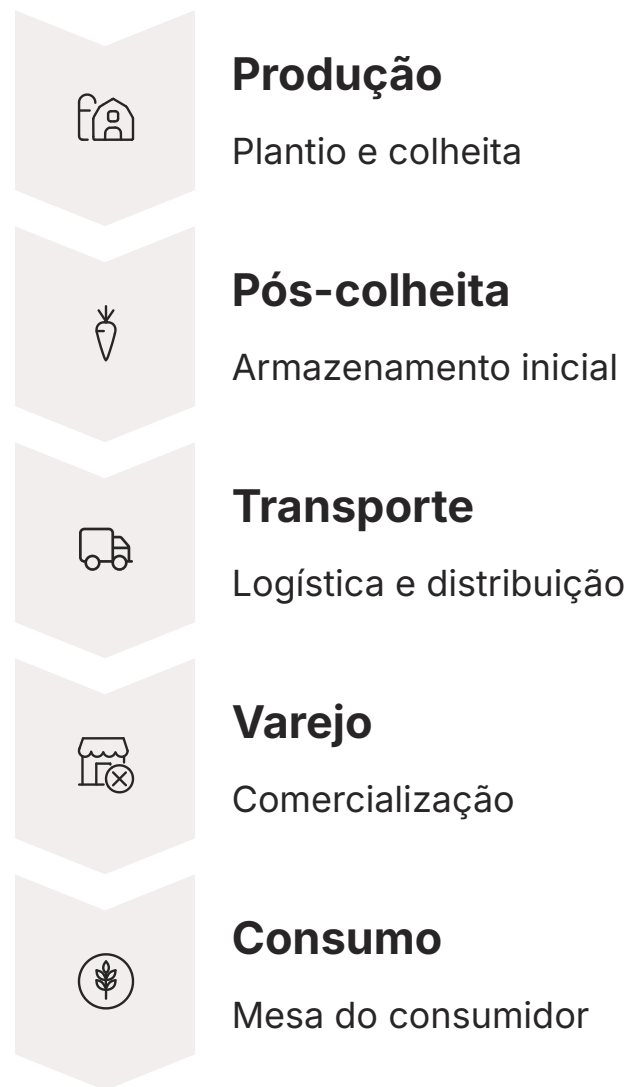 Produção
Plantio e colheita
Pós-colheita
Armazenamento inicial
Transporte
Logística e distribuição
Varejo
Comercialização
Consumo
Mesa do consumidor